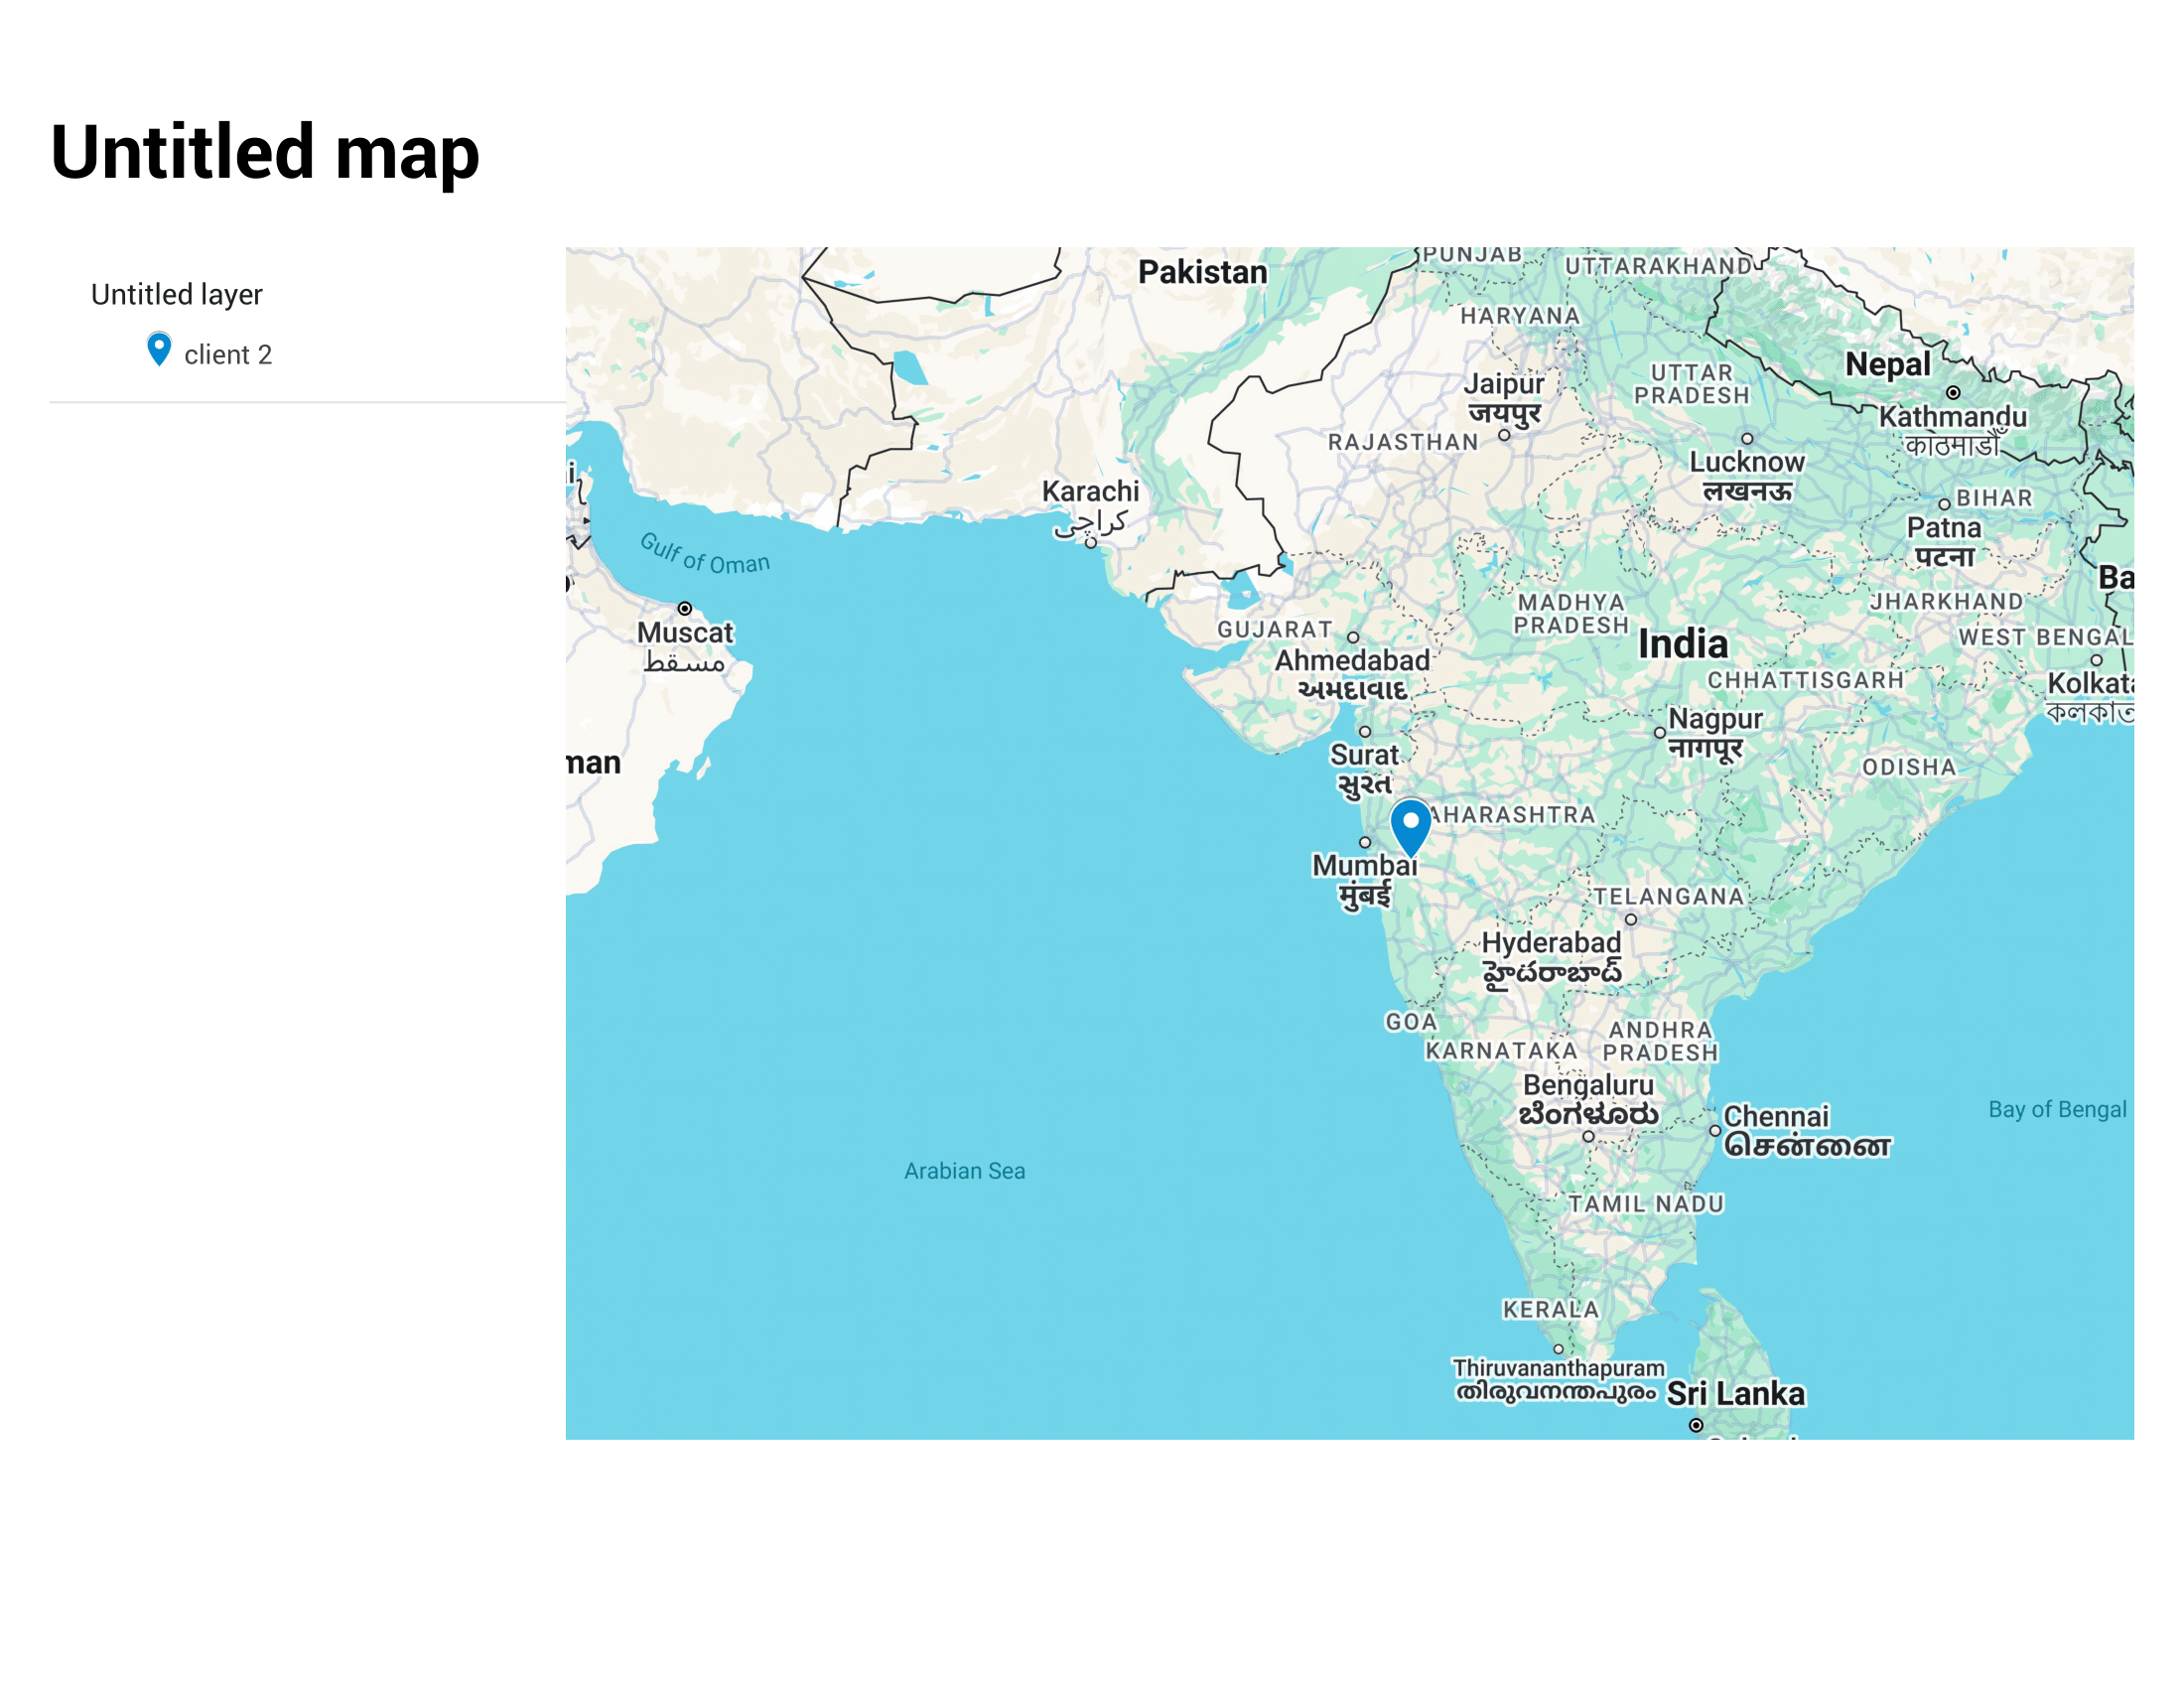 Untitled map
Untitled layer
client 2
Pakistan
PUNJAB
UTTARAKHAND
HARYANA
Jaipur
जयपुर
UTTAR
PRADESH
Nepal
Kathmandu
काठमाडौँ
RAJASTHAN
Lucknow
लखनऊ
Karachi
کراچی
BIHAR
Patna
पटना
Gulf of Oman
Muscat
مسقط
GUJARAT
Ahmedabad
અમદાવાદ
MADHYA
PRADESH
India
JHARKHAND
WEST BENGAL
Ba
CHHATTISGARH
Kolkata
কলকাতা
Nagpur
नागपूर
Surat
સુરત
man
ODISHA
AHARASHTRA
Mumbai
मुंबई
TELANGANA
Hyderabad
హైదరాబాద్
GOA
KARNATAKA
ANDHRA
PRADESH
Bengaluru
ಬೆಂಗಳೂರು
Chennai
சென்னை
Bay of Bengal
Arabian Sea
TAMIL NADU
KERALA
Thiruvananthapuram
തിരുവനന്തപുരം
Sri Lanka